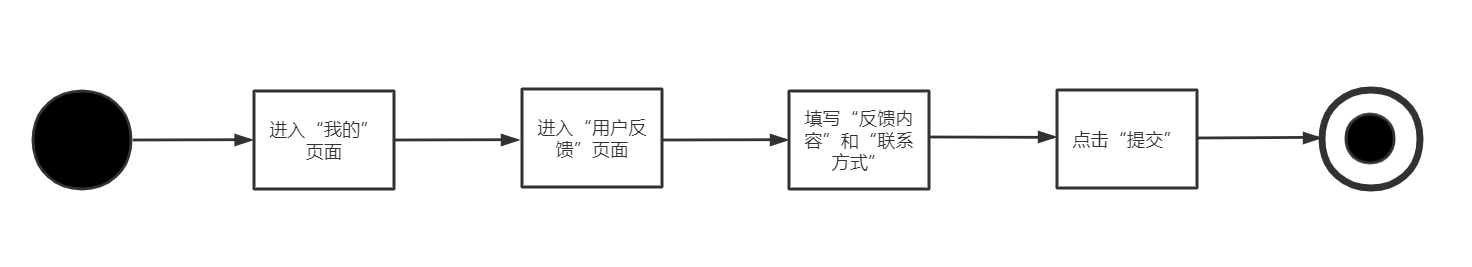 进入“我的”
页面
进入“用户反
馈”页面
填写“反馈内
容”和“联系
方式”
点击“提交”